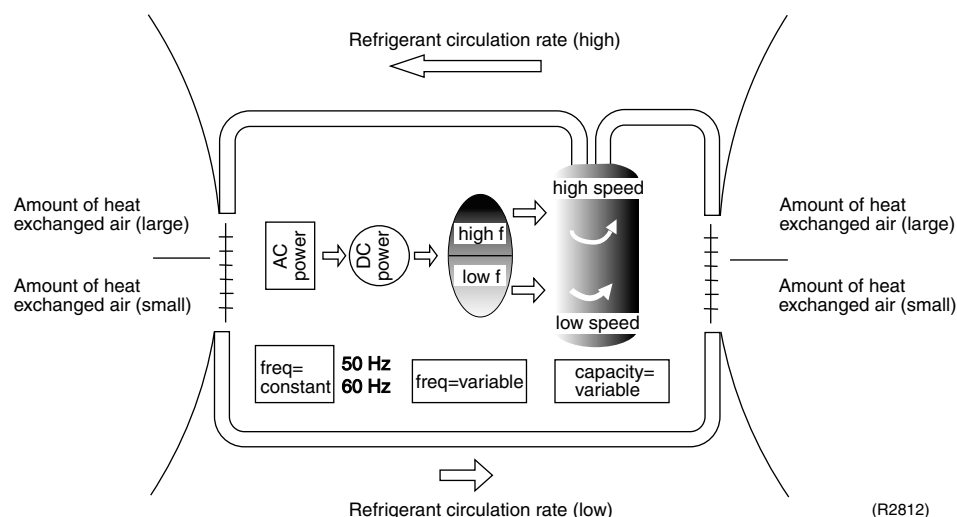 Refrigerant circulation rate (high)
high speed
Amount of heat
exchanged air (large)
Amount of heat
exchanged air (large)
AC
power
DC
power
high f
low f
Amount of heat
exchanged air (small)
Amount of heat
exchanged air (small)
low speed
freq=
constant
50 Hz
60 Hz
freq=variable
capacity=
variable
Refrigerant circulation rate (low)
(R2812)